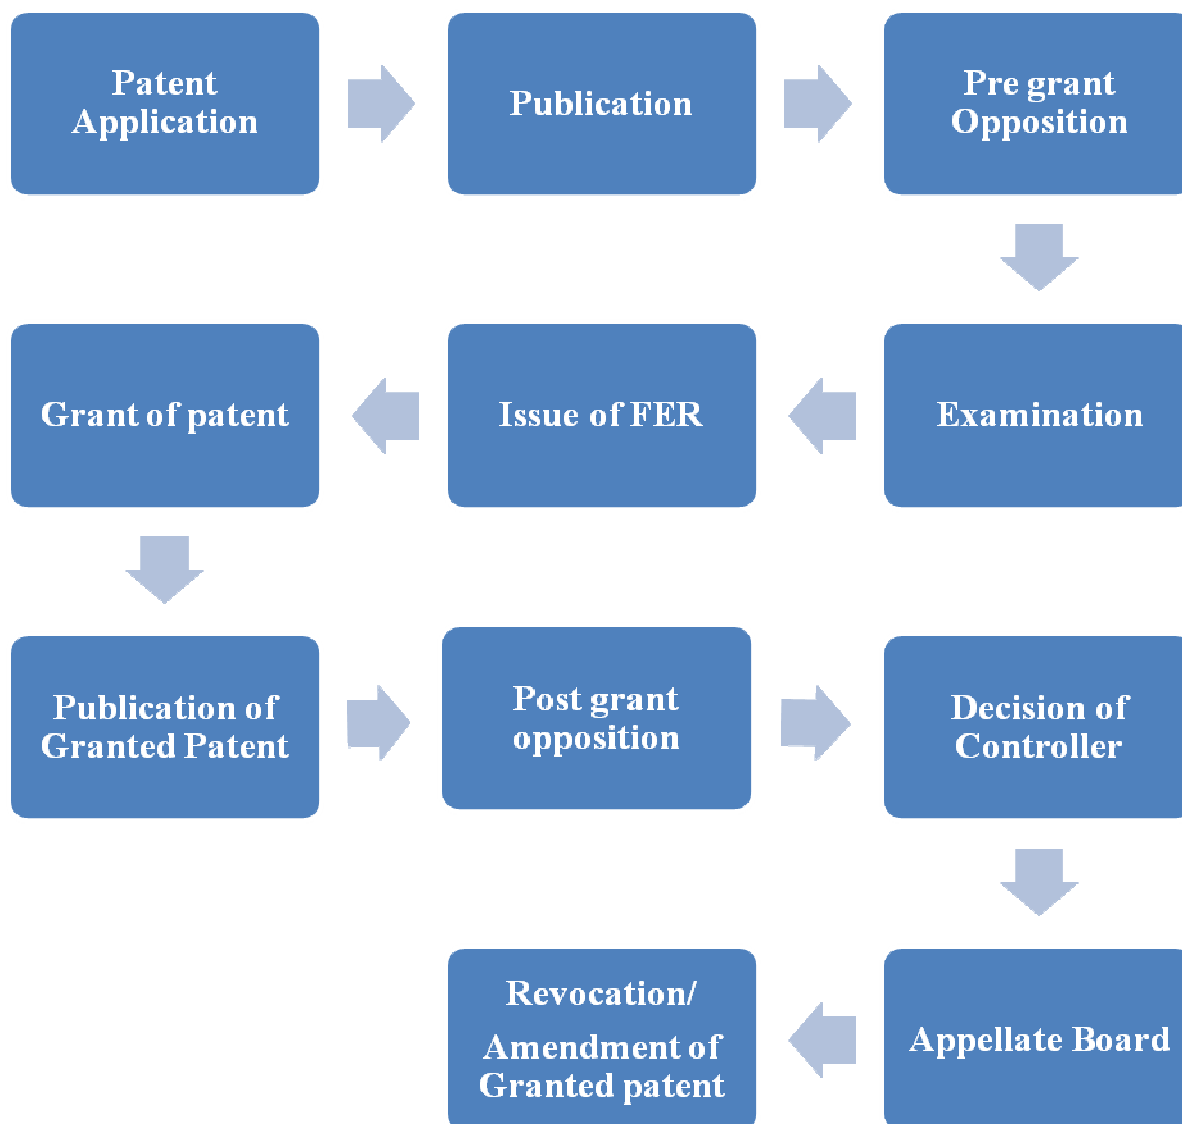 Patent
Application
Publication
Pre grant
Opposition
Examination
Issue of FER
Grant of patent
Publication of
Granted Patent
Post grant
opposition
Decision of
Controller
Appellate Board
Revocation/
Amendment of
Granted patent